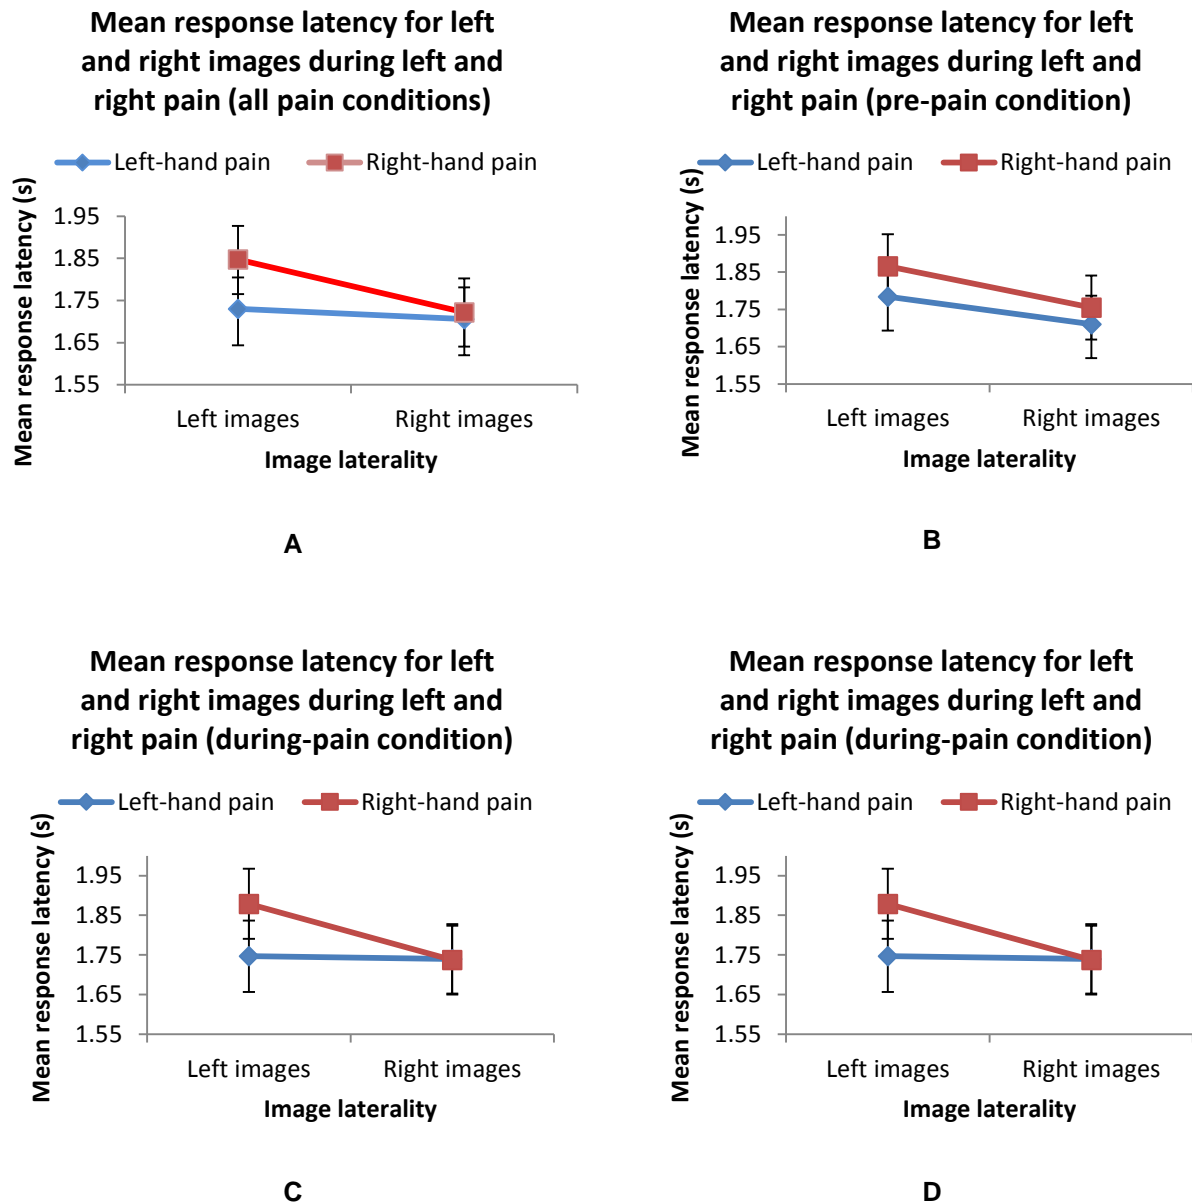 Mean response latency for left
and right images during left and
right pain (all pain conditions)
Left-hand pain Right-hand pain
Mean response latency (s)
1.95
1.85
1.75
1.65
1.55
Left images Right images
Image laterality
A
Mean response latency for left
and right images during left and
right pain (pre-pain condition)
Left-hand pain Right-hand pain
Mean response latency (s)
1.95
1.85
1.75
1.65
1.55
Left images Right images
Image laterality
B
Mean response latency for left
and right images during left and
right pain (during-pain condition)
Left-hand pain Right-hand pain
Mean response latency (s)
1.95
1.85
1.75
1.65
1.55
Left images Right images
Image laterality
C
Mean response latency for left
and right images during left and
right pain (during-pain condition)
Left-hand pain Right-hand pain
Mean response latency (s)
1.95
1.85
1.75
1.65
1.55
Left images Right images
Image laterality
D